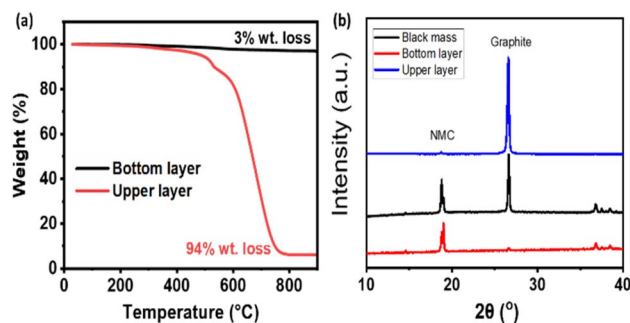 (a)
3% wt. loss
100
80
60
40
20
0
Weight (%)
Bottom layer
Upper layer
94% wt. loss
0 200 400 600 800
Temperature (°C)
(b)
Black mass
Bottom layer
Upper layer
Graphite
NMC
Intensity (a.u.)
10 20 30 40
2θ (°)